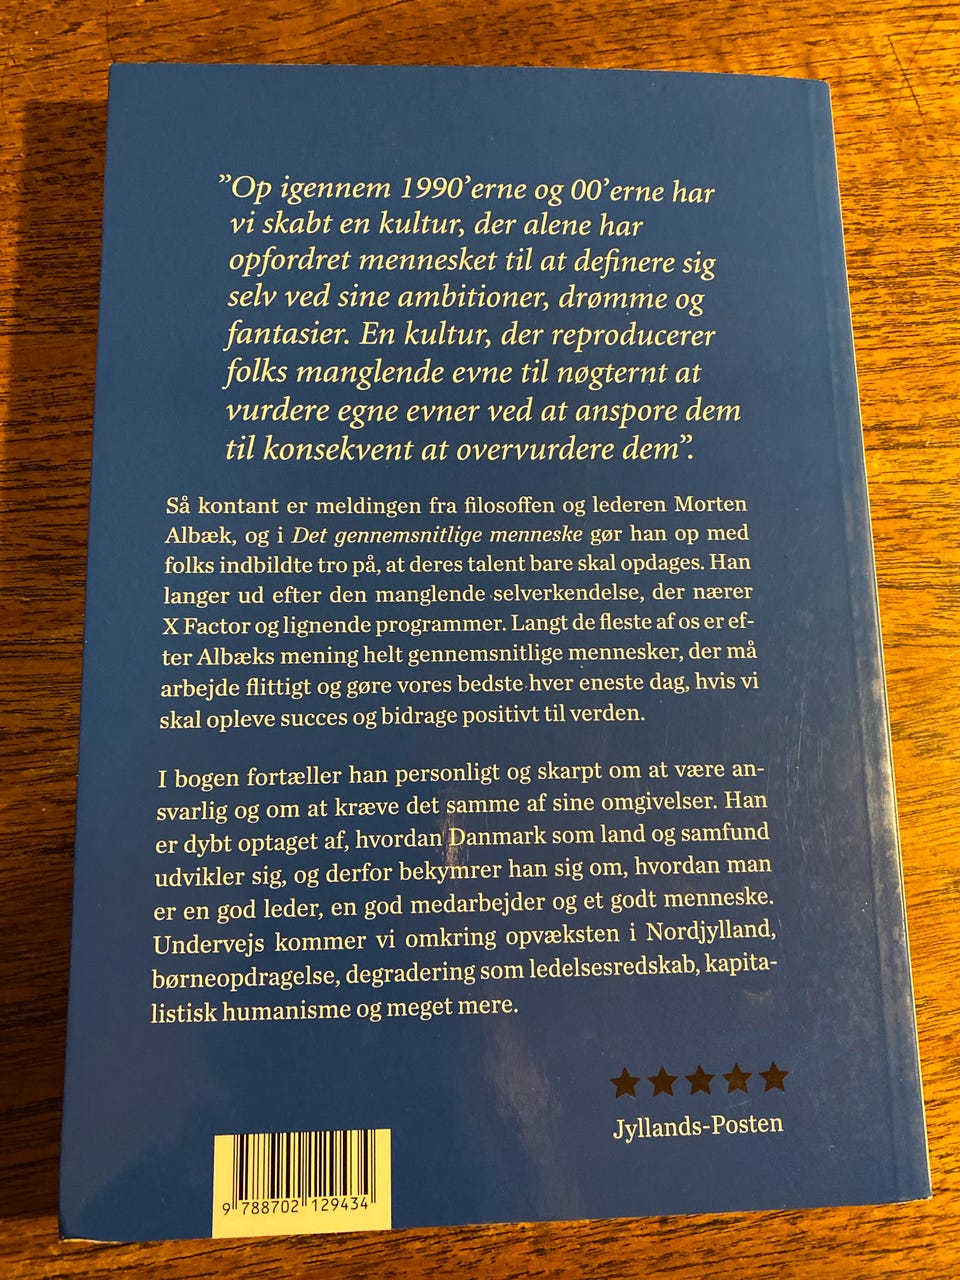 ”Op igennem 1990’erne og 00’erne har
vi skabt en kultur, der alene har
opfordret mennesket til at definere sig
selv ved sine ambitioner, drømme og
fantasier. En kultur, der reproducerer
folks manglende evne til nøgternt at
vurdere egne evner ved at anspore dem
til konsekvent at overvurdere dem”.
Så kontant er meldingen fra filosoffen og lederen Morten
Albæk, og i Det gennemsnitlige menneske gør han op med
folks indbildte tro på, at deres talent bare skal opdages. Han
langer ud efter den manglende selverkendelse, der nærer
X Factor og lignende programmer. Langt de fleste af os er ef-
ter Albæks mening helt gennemsnitlige mennesker, der må
arbejde flittigt og gøre vores bedste hver eneste dag, hvis vi
skal opleve succes og bidrage positivt til verden.
I bogen fortæller han personligt og skarpt om at være an-
svarlig og om at kræve det samme af sine omgivelser. Han
er dybt optaget af, hvordan Danmark som land og samfund
udvikler sig, og derfor bekymrer han sig om, hvordan man
er en god leder, en god medarbejder og et godt menneske.
Undervejs kommer vi omkring opvæksten i Nordjylland,
børneopdragelse, degradering som ledelsesredskab, kapita-
listisk humanisme og meget mere.
★★★★★
Jyllands-Posten
9 788702 129434